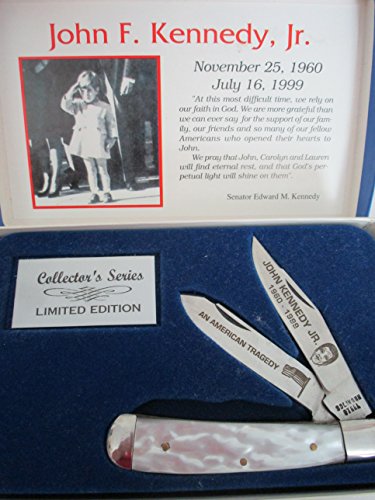 John F. Kennedy, Jr.
November 25, 1960
July 16, 1999
"At this most difficult time, we rely on
our faith in God. We are more grateful than
we can ever say for the support of our fam-
ily, our friends and so many of our fellow
Americans who opened their hearts to
John.
We pray that John, Carolyn and Lauren
will find eternal rest, and that God's per-
petual light will shine on them".
Senator Edward M. Kennedy
Collector's Series
LIMITED EDITION
JOHN KENNEDY JR.
1960 - 1999
AN AMERICAN TRAGEDY